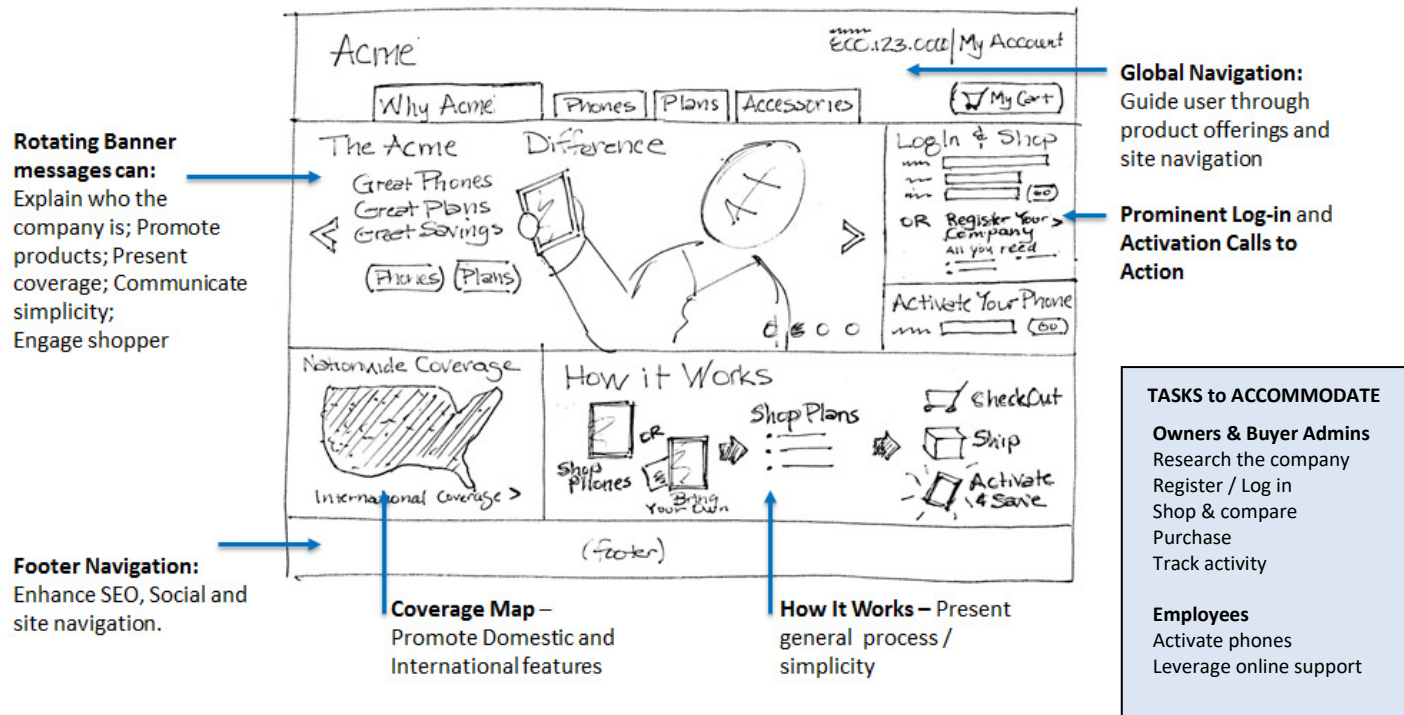 Acme
ECC.123.CCCC | My Account
Why Acme
Phones
Plans
Accessories
My Cart
Global Navigation:
Guide user through
product offerings and
site navigation
Rotating Banner
messages can:
Explain who the
company is; Promote
products; Present
coverage; Communicate
simplicity;
Engage shopper
The Acme Difference
Great Phones
Great Plans
Great Savings
Phones
Plans
LogIn & Shop
GO
OR Register Your >
Company
All you need
Activate Your Phone
GO
Prominent Log-in and
Activation Calls to
Action
Nationwide Coverage
International Coverage >
How it Works
Shop
Phones
OR
Bring
Your Own
Shop Plans
CheckOut
Ship
Activate
& Save
TASKS to ACCOMMODATE
Owners & Buyer Admins
Research the company
Register / Log in
Shop & compare
Purchase
Track activity
Employees
Activate phones
Leverage online support
(footer)
Footer Navigation:
Enhance SEO, Social and
site navigation.
Coverage Map –
Promote Domestic and
International features
How It Works – Present
general process /
simplicity